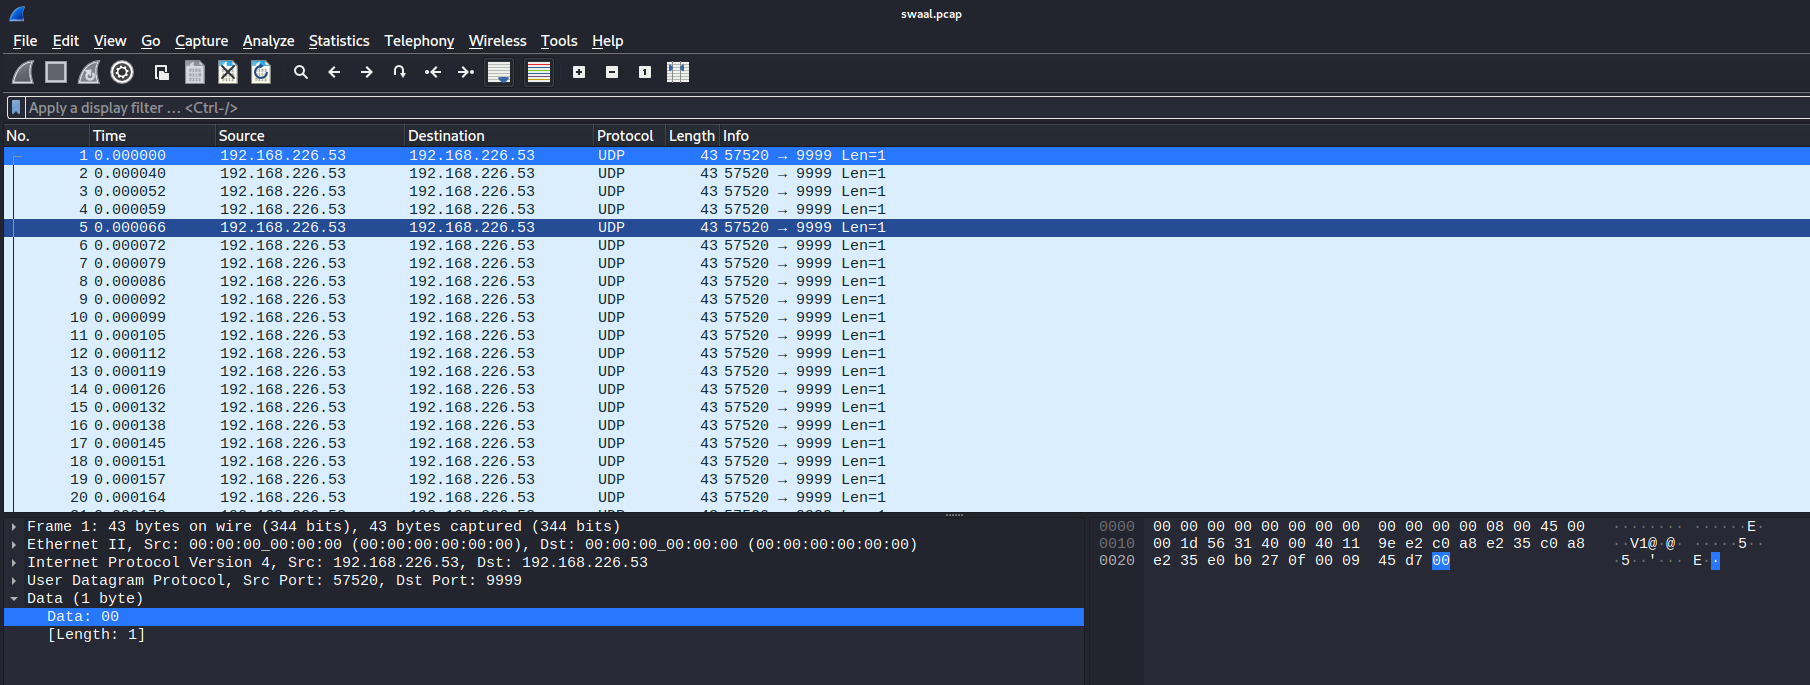 swaal.pcap
File Edit View Go Capture Analyze Statistics Telephony Wireless Tools Help
Apply a display filter … <Ctrl-/>
No. Time Source Destination Protocol Length Info
1 0.000000 192.168.226.53 192.168.226.53 UDP 43 57520 → 9999 Len=1
2 0.000040 192.168.226.53 192.168.226.53 UDP 43 57520 → 9999 Len=1
3 0.000052 192.168.226.53 192.168.226.53 UDP 43 57520 → 9999 Len=1
4 0.000059 192.168.226.53 192.168.226.53 UDP 43 57520 → 9999 Len=1
5 0.000066 192.168.226.53 192.168.226.53 UDP 43 57520 → 9999 Len=1
6 0.000072 192.168.226.53 192.168.226.53 UDP 43 57520 → 9999 Len=1
7 0.000079 192.168.226.53 192.168.226.53 UDP 43 57520 → 9999 Len=1
8 0.000086 192.168.226.53 192.168.226.53 UDP 43 57520 → 9999 Len=1
9 0.000092 192.168.226.53 192.168.226.53 UDP 43 57520 → 9999 Len=1
10 0.000099 192.168.226.53 192.168.226.53 UDP 43 57520 → 9999 Len=1
11 0.000105 192.168.226.53 192.168.226.53 UDP 43 57520 → 9999 Len=1
12 0.000112 192.168.226.53 192.168.226.53 UDP 43 57520 → 9999 Len=1
13 0.000119 192.168.226.53 192.168.226.53 UDP 43 57520 → 9999 Len=1
14 0.000126 192.168.226.53 192.168.226.53 UDP 43 57520 → 9999 Len=1
15 0.000132 192.168.226.53 192.168.226.53 UDP 43 57520 → 9999 Len=1
16 0.000138 192.168.226.53 192.168.226.53 UDP 43 57520 → 9999 Len=1
17 0.000145 192.168.226.53 192.168.226.53 UDP 43 57520 → 9999 Len=1
18 0.000151 192.168.226.53 192.168.226.53 UDP 43 57520 → 9999 Len=1
19 0.000157 192.168.226.53 192.168.226.53 UDP 43 57520 → 9999 Len=1
20 0.000164 192.168.226.53 192.168.226.53 UDP 43 57520 → 9999 Len=1
Frame 1: 43 bytes on wire (344 bits), 43 bytes captured (344 bits)
Ethernet II, Src: 00:00:00_00:00:00 (00:00:00:00:00:00), Dst: 00:00:00_00:00:00 (00:00:00:00:00:00)
Internet Protocol Version 4, Src: 192.168.226.53, Dst: 192.168.226.53
User Datagram Protocol, Src Port: 57520, Dst Port: 9999
Data (1 byte)
Data: 00
[Length: 1]
0000 00 00 00 00 00 00 00 00 00 00 00 00 08 00 45 00 ········ ······E·
0010 00 1d 56 31 40 00 40 11 9e e2 c0 a8 e2 35 c0 a8 ··V1@·@· ·····5··
0020 e2 35 e0 b0 27 0f 00 09 45 d7 00 ·5··'··· E··